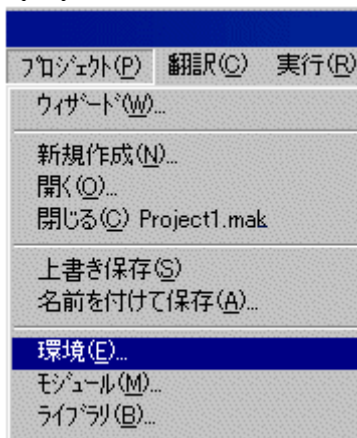 ﾌﾟﾛｼﾞｪｸﾄ(P) 翻訳(C) 実行(R)
ｳｨｻﾞｰﾄﾞ(W)...
新規作成(N)...
開く(O)...
閉じる(C) Project1.mak
上書き保存(S)
名前を付けて保存(A)...
環境(E)...
ﾓｼﾞｭｰﾙ(M)...
ﾗｲﾌﾞﾗﾘ(B)...